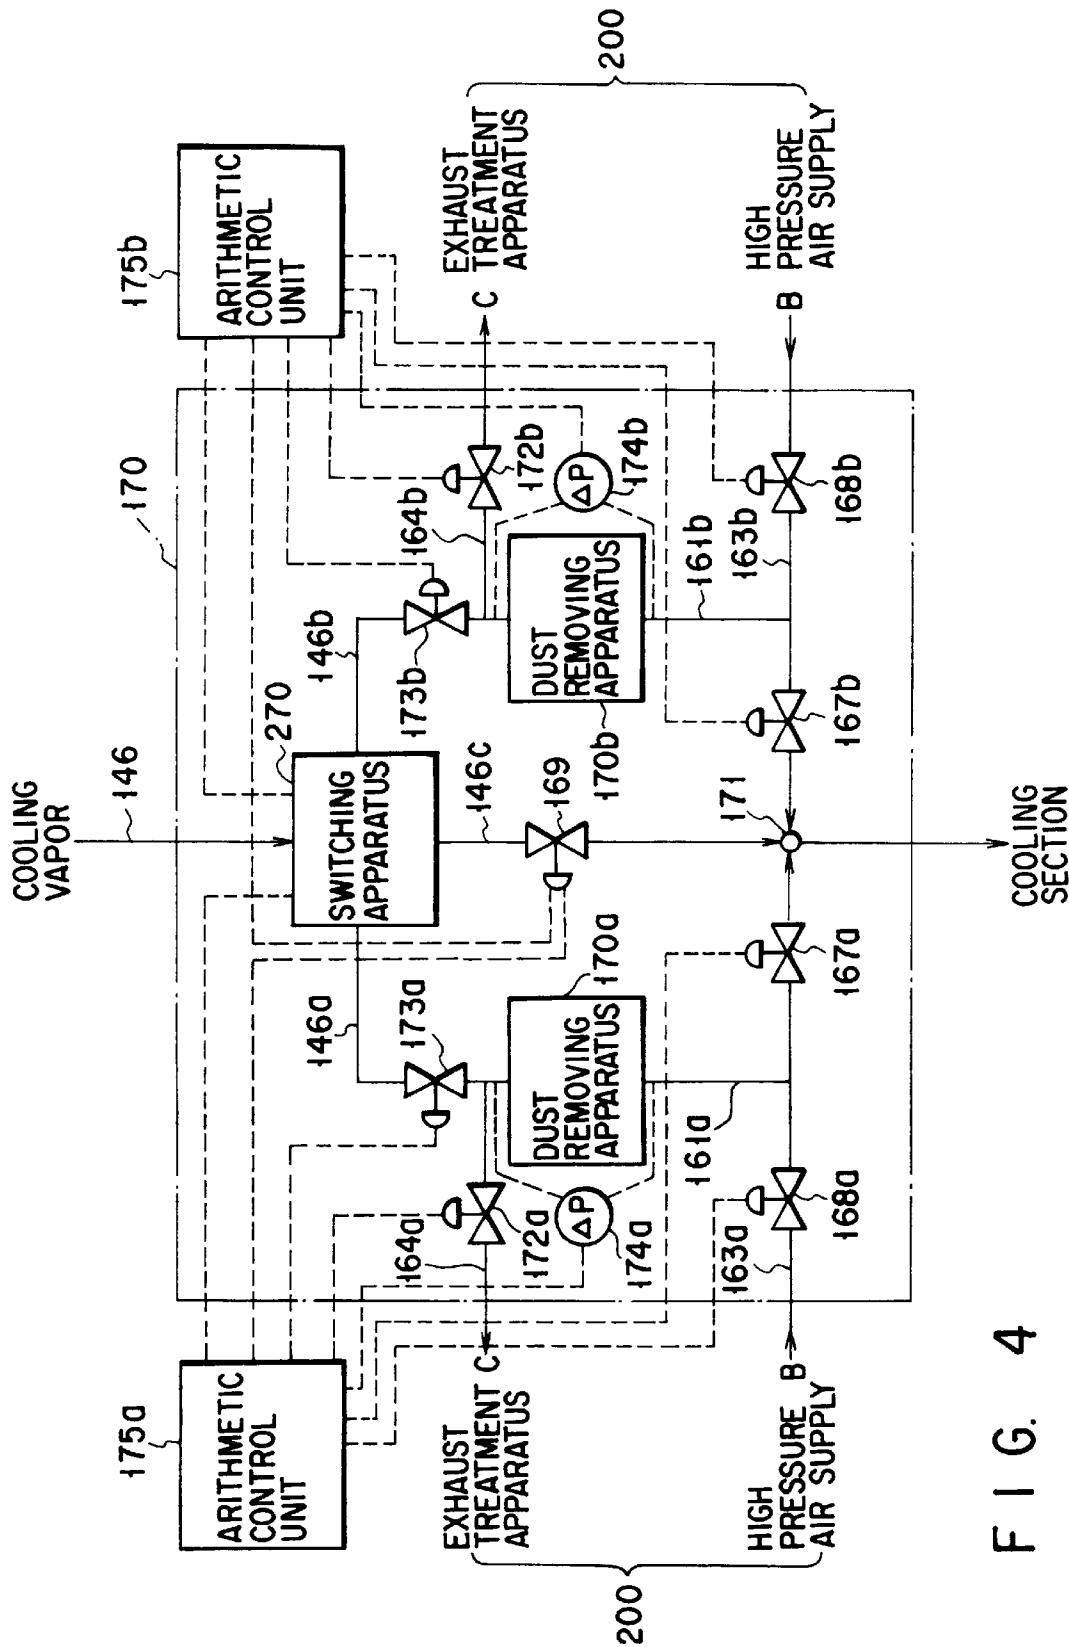 COOLING
VAPOR
146
170
175a
ARITHMETIC
CONTROL
UNIT
175b
ARITHMETIC
CONTROL
UNIT
270
SWITCHING
APPARATUS
146a
146b
173a
173b
146c
164a
164b
EXHAUST
TREATMENT C
APPARATUS
C EXHAUST
TREATMENT
APPARATUS
172a
172b
169
DUST
REMOVING
APPARATUS
170a
DUST
REMOVING
APPARATUS
170b
ΔP
174a
ΔP
174b
200
200
161a
161b
171
163a
163b
HIGH
PRESSURE B
AIR SUPPLY
HIGH
B PRESSURE
AIR SUPPLY
168a
167a
167b
168b
COOLING
SECTION
FIG. 4